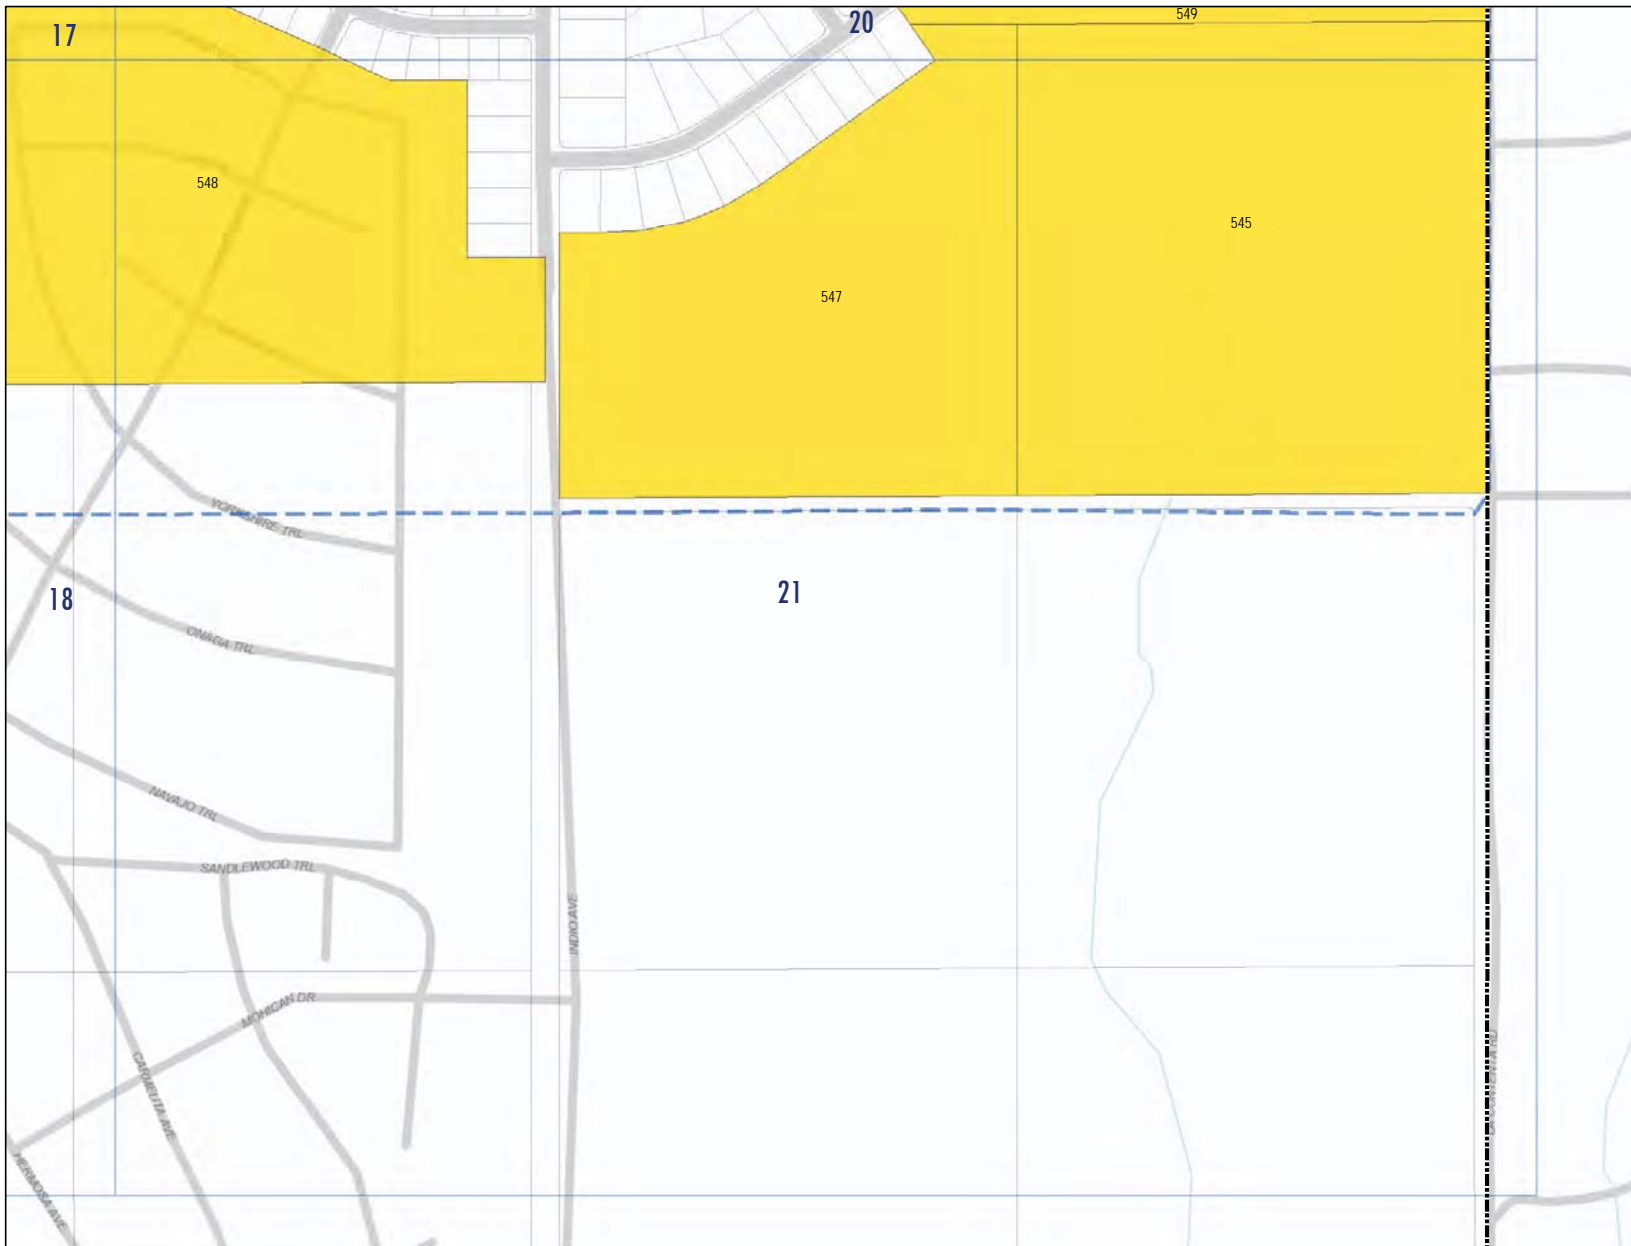 549
17
20
548
545
547
YORKSHIRE TRL
21
18
ONAGA TRL
NAVAJO TRL
SANDLEWOOD TRL
INDIO AVE
MOHICAN DR
CARMELITA AVE
HERMOSA AVE